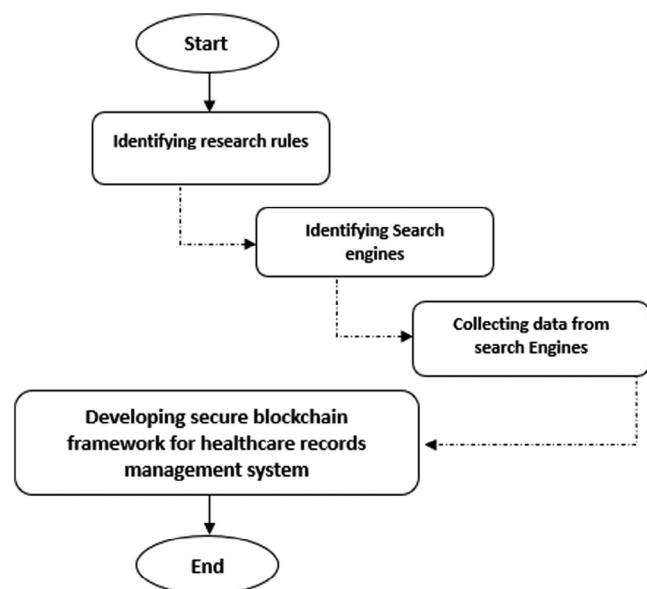 Start
Identifying research rules
Identifying Search
engines
Collecting data from
search Engines
Developing secure blockchain
framework for healthcare records
management system
End